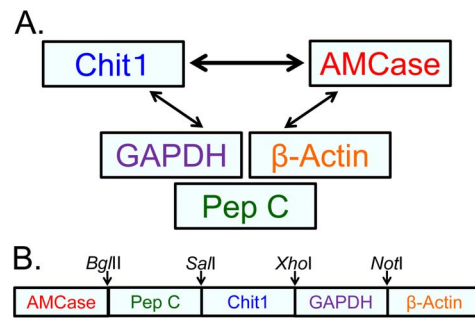 A.
Chit1 AMCase
GAPDH β-Actin
Pep C
B.
BglII SalI XhoI NotI
AMCase Pep C Chit1 GAPDH β-Actin